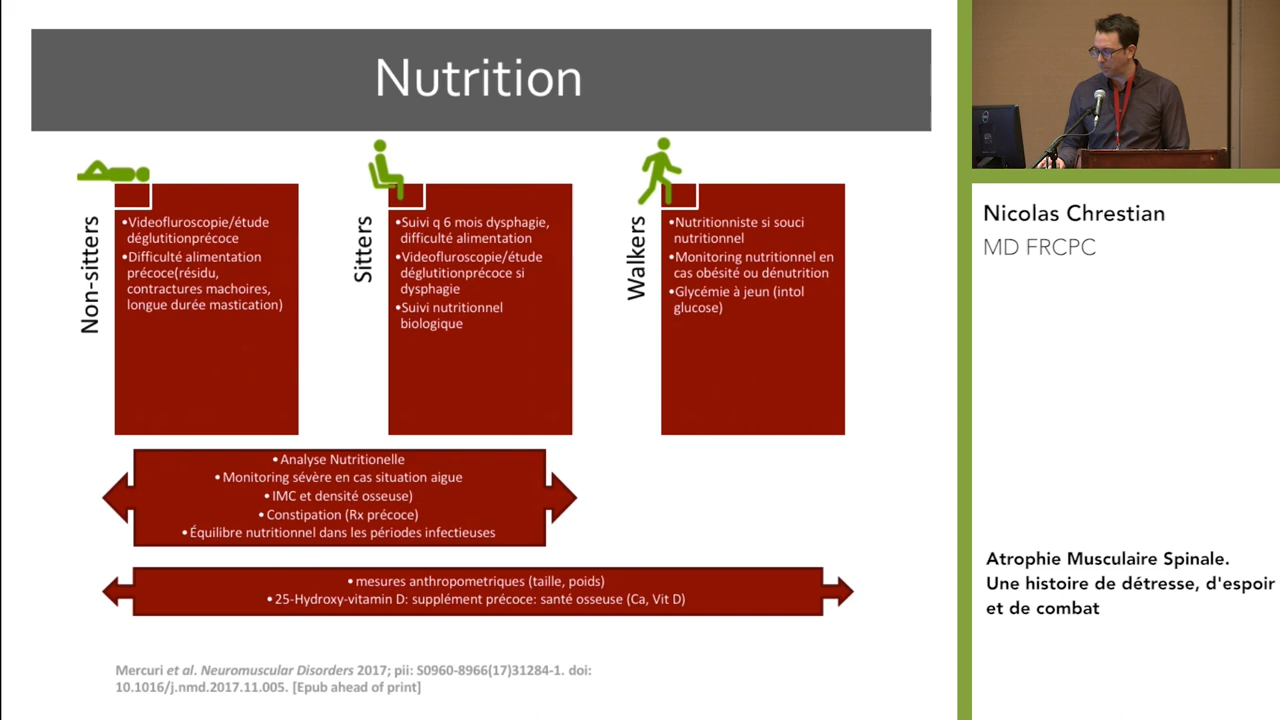 Nutrition
Non-sitters
•Videofluroscopie/étude
déglutitionprécoce
•Difficulté alimentation
précoce(résidu,
contractures machoires,
longue durée mastication)
Sitters
•Suivi q 6 mois dysphagie,
difficulté alimentation
•Videofluroscopie/étude
déglutitionprécoce si
dysphagie
•Suivi nutritionnel
biologique
Walkers
•Nutritionniste si souci
nutritionnel
•Monitoring nutritionnel en
cas obésité ou dénutrition
•Glycémie à jeun (intol
glucose)
• Analyse Nutritionelle
• Monitoring sévère en cas situation aigue
• IMC et densité osseuse)
• Constipation (Rx précoce)
• Équilibre nutritionnel dans les périodes infectieuses
• mesures anthropometriques (taille, poids)
• 25-Hydroxy-vitamin D: supplément précoce: santé osseuse (Ca, Vit D)
Mercuri et al. Neuromuscular Disorders 2017; pii: S0960-8966(17)31284-1. doi:
10.1016/j.nmd.2017.11.005. [Epub ahead of print]
Nicolas Chrestian
MD FRCPC
Atrophie Musculaire Spinale.
Une histoire de détresse, d'espoir
et de combat